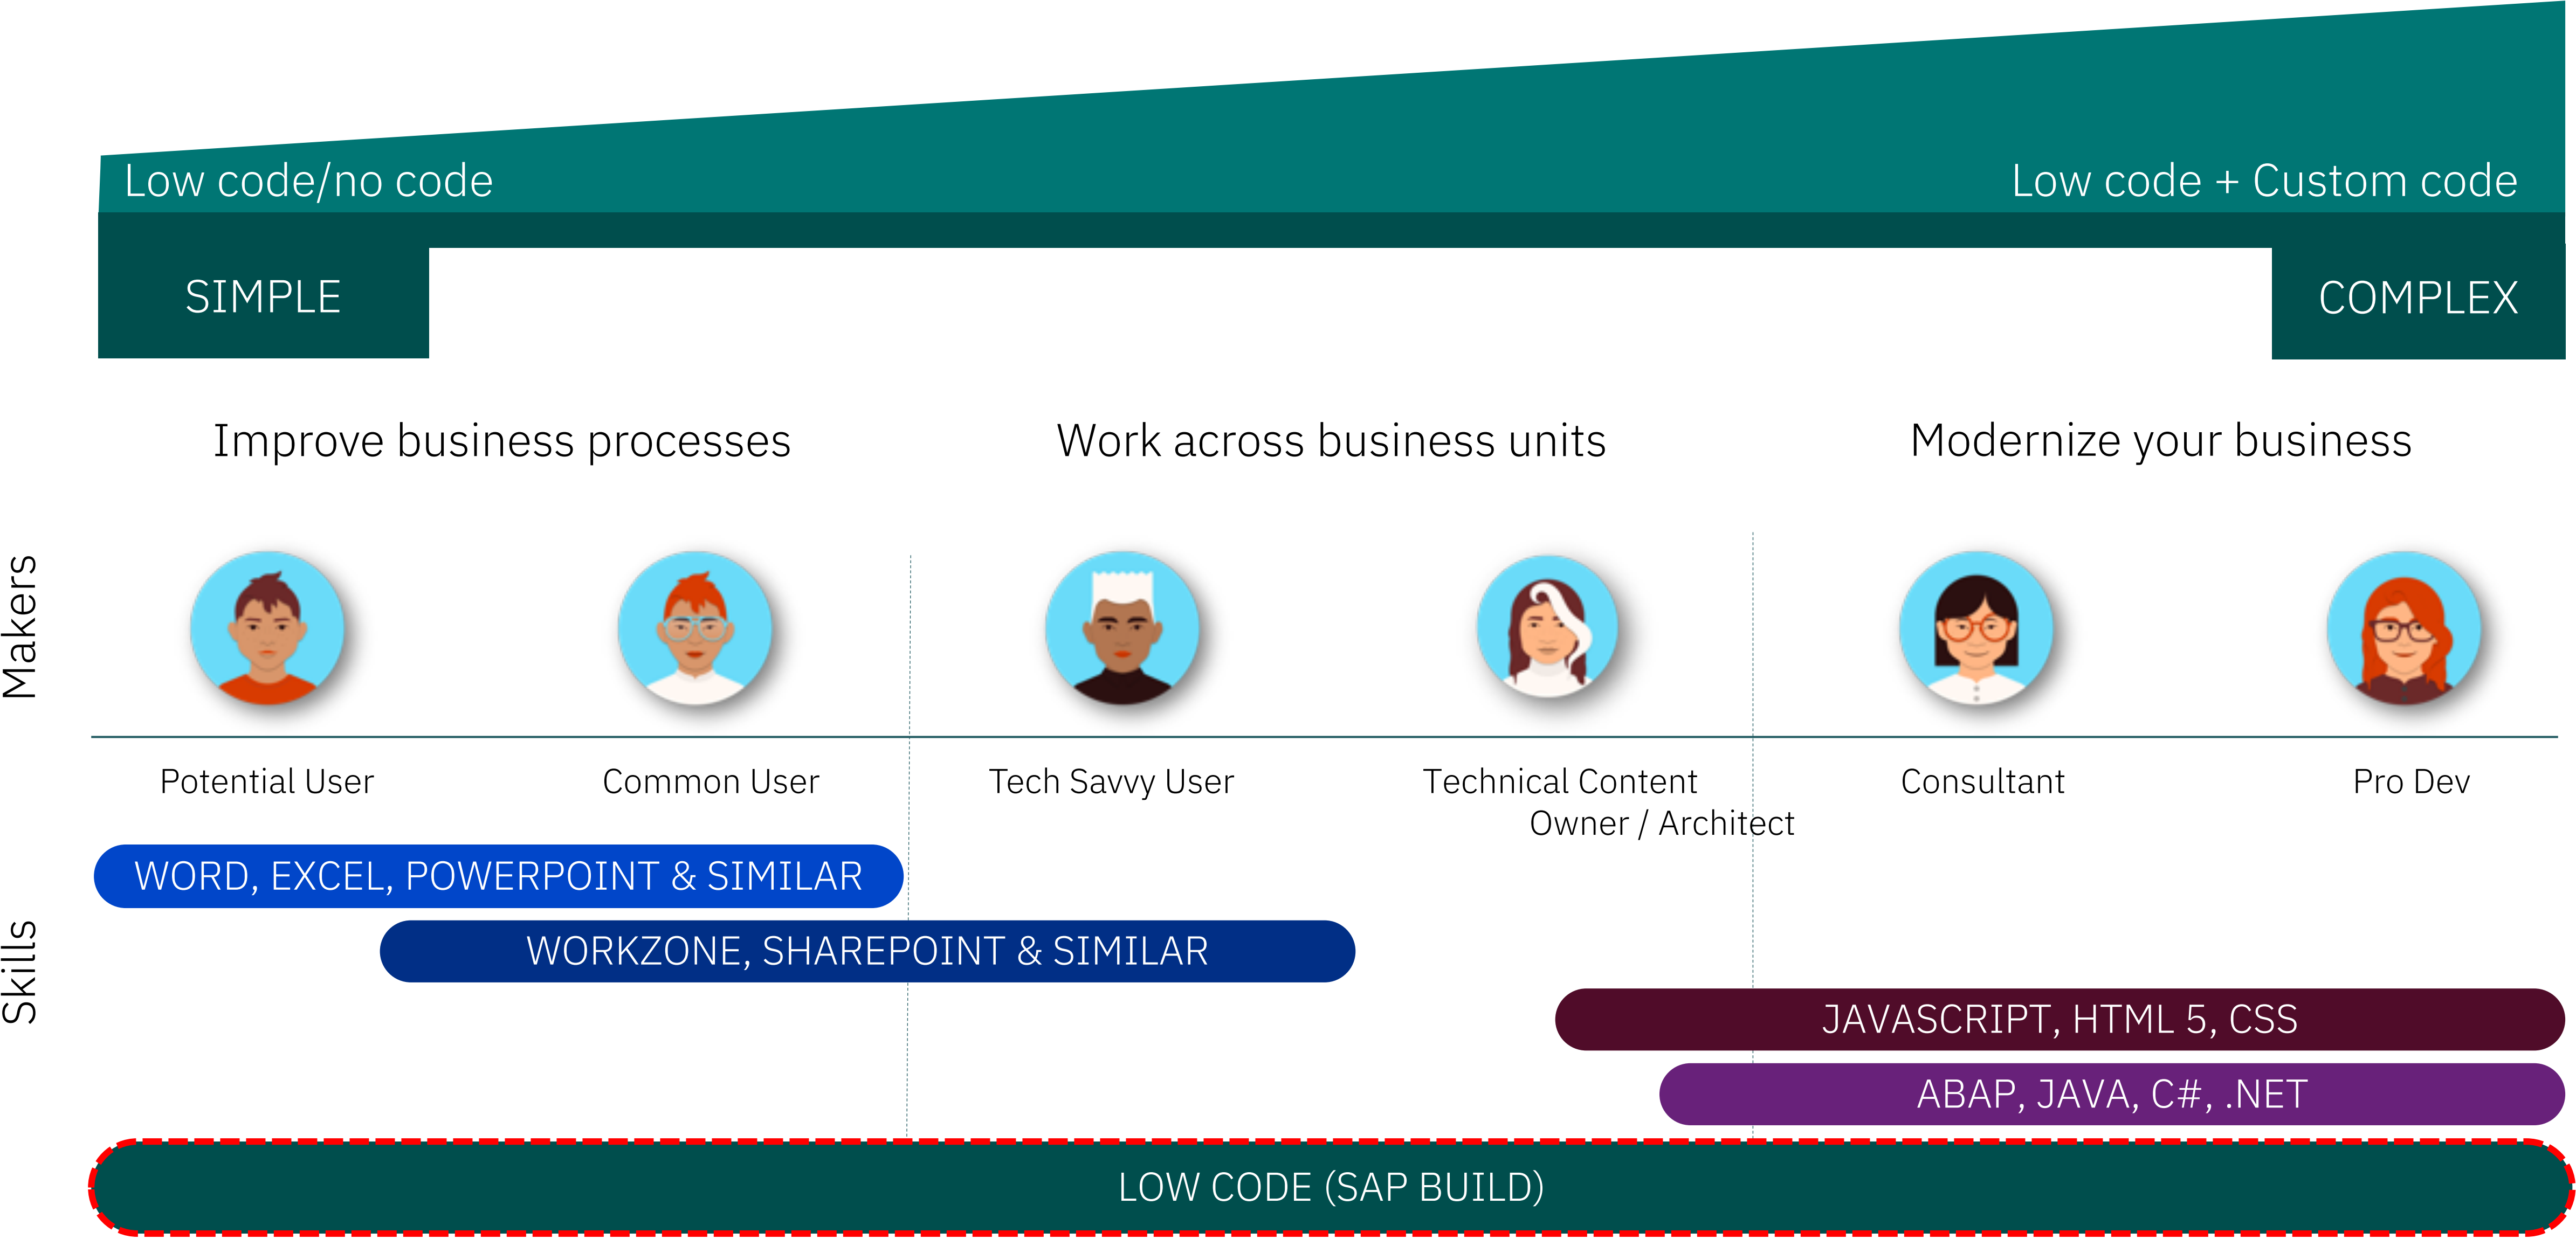 Low code/no code
Low code + Custom code
SIMPLE
COMPLEX
Improve business processes
Work across business units
Modernize your business
Makers
Potential User
Common User
Tech Savvy User
Technical Content
Owner / Architect
Consultant
Pro Dev
Skills
WORD, EXCEL, POWERPOINT & SIMILAR
WORKZONE, SHAREPOINT & SIMILAR
JAVASCRIPT, HTML 5, CSS
ABAP, JAVA, C#, .NET
LOW CODE (SAP BUILD)